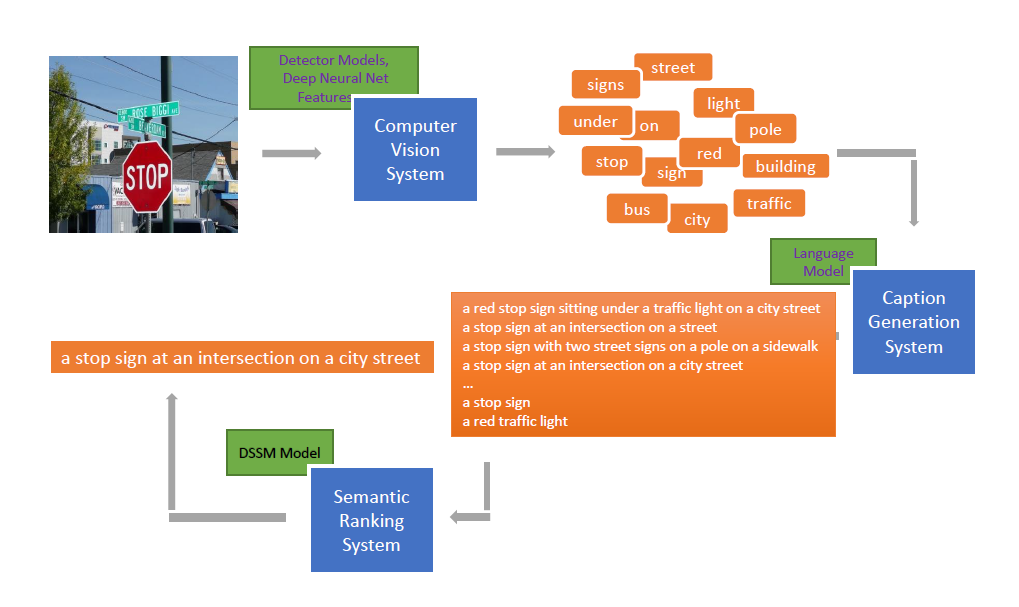 ROSE BIGGI
STOP
Detector Models,
Deep Neural Net
Features
Computer
Vision
System
street
signs
light
under
on
pole
red
stop
sign
building
bus
city
traffic
Language
Model
Caption
Generation
System
a red stop sign sitting under a traffic light on a city street
a stop sign at an intersection on a street
a stop sign with two street signs on a pole on a sidewalk
a stop sign at an intersection on a city street
...
a stop sign
a red traffic light
a stop sign at an intersection on a city street
DSSM Model
Semantic
Ranking
System